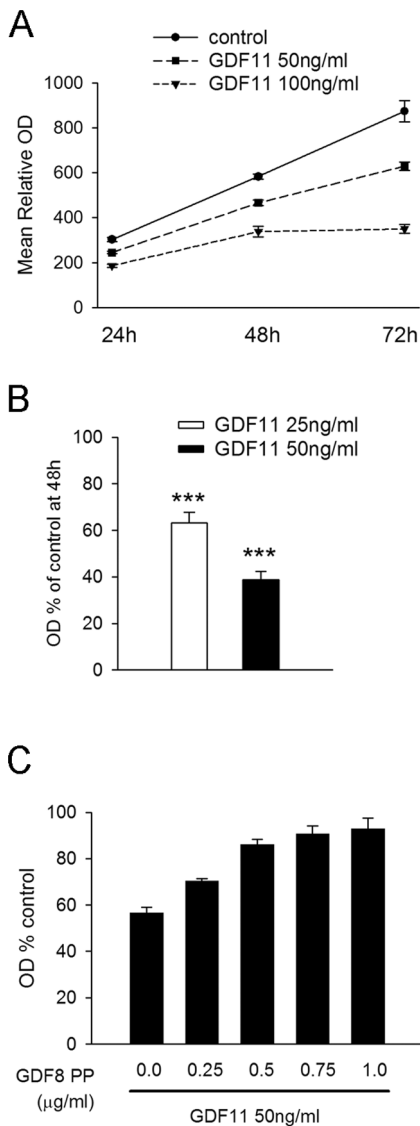 A
control
GDF11 50ng/ml
GDF11 100ng/ml
Mean Relative OD
1000
800
600
400
200
0
24h 48h 72h
B
GDF11 25ng/ml
GDF11 50ng/ml
OD % of control at 48h
100
80
60
40
20
0
***
***
C
OD % control
100
80
60
40
20
0
GDF8 PP 0.0 0.25 0.5 0.75 1.0
(µg/ml)
GDF11 50ng/ml